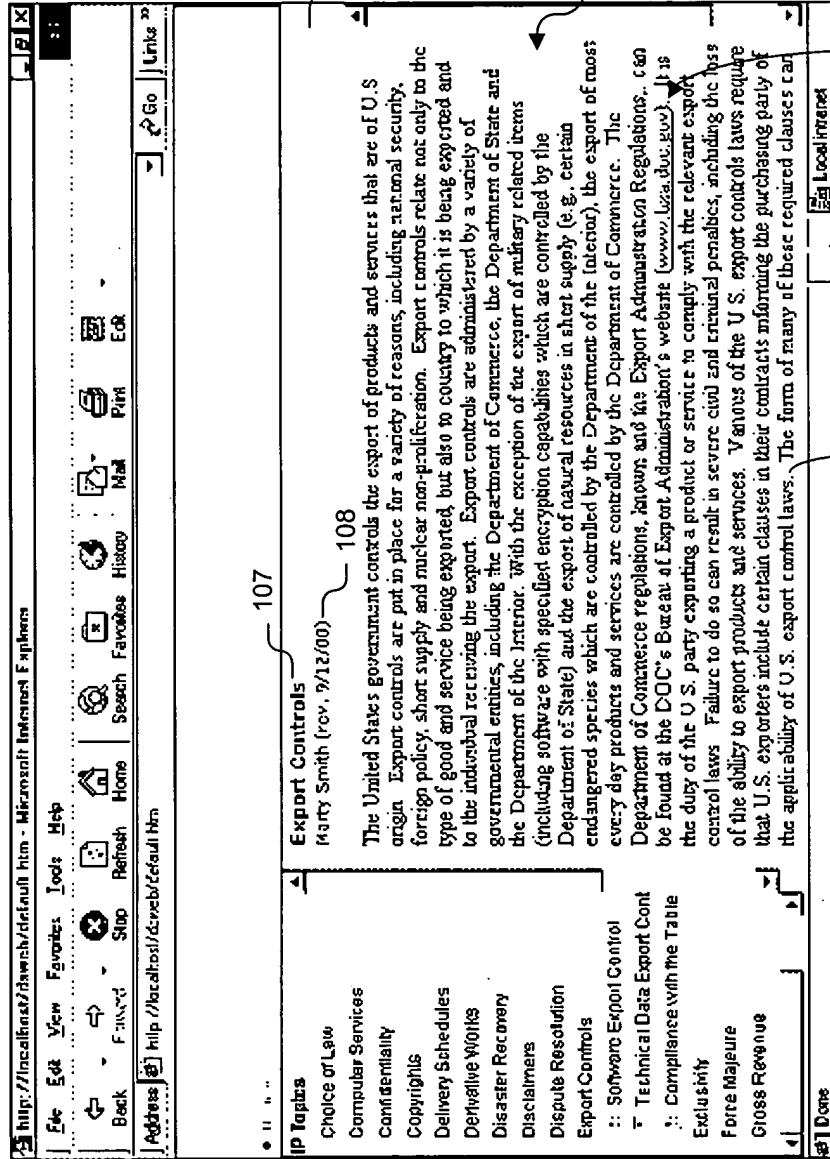 http://localhost/daweb/default.htm - Microsoft Internet Explorer
File Edit View Favorites Tools Help
Back Forward Stop Refresh Home Search Favorites History Mail Print Edit
Address http://localhost/daweb/default.htm Go Links »
107
IP Topics
Choice of Law
Computer Services
Confidentiality
Copyrights
Delivery Schedules
Derivative Works
Disaster Recovery
Disclaimers
Dispute Resolution
Export Controls
:: Software Export Control
Technical Data Export Cont
:: Compliance with the Table
Exclusivity
Force Majeure
Gross Revenue
Export Controls
Marty Smith (rev. 9/12/00) 108
The United States government controls the export of products and services that are of U.S
origin. Export controls are put in place for a variety of reasons, including national security,
foreign policy, short supply and nuclear non-proliferation. Export controls relate not only to the
type of good and service being exported, but also to country to which it is being exported and
to the individual receiving the export. Export controls are administered by a variety of
governmental entities, including the Department of Commerce, the Department of State and
the Department of the Interior. With the exception of the export of military related items
(including software with specified encryption capabilities which are controlled by the
Department of State) and the export of natural resources in short supply (e.g., certain
endangered species which are controlled by the Department of the Interior), the export of most
every day products and services are controlled by the Department of Commerce. The
Department of Commerce regulations, known and the Export Administration Regulations, can
be found at the DOC's Bureau of Export Administration's website (www.bxa.doc.gov). It is
the duty of the U.S. party exporting a product or service to comply with the relevant export
control laws. Failure to do so can result in severe civil and criminal penalties, including the loss
of the ability to export products and services. Various of the U.S. export controls laws require
that U.S. exporters include certain clauses in their contracts informing the purchasing party of
the applicability of U.S. export control laws. The form of many of these required clauses can
Done Local intranet